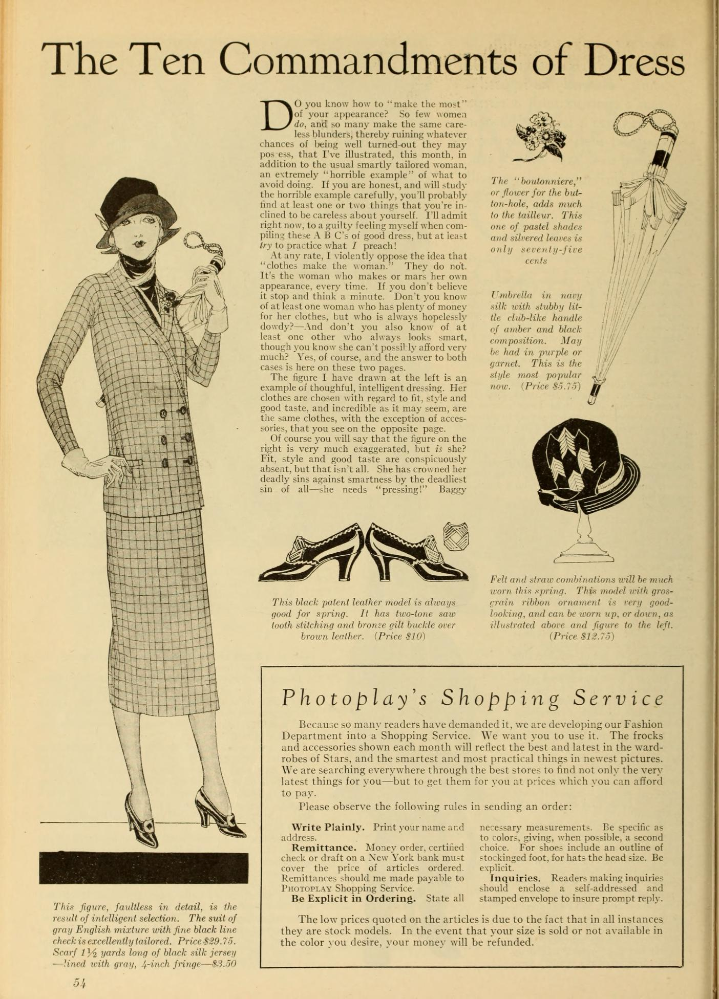 The Ten Commandments of Dress
DO you know how to "make the most"
of your appearance? So few women
do, and so many make the same care-
less blunders, thereby ruining whatever
chances of being well turned-out they may
pos ess, that I've illustrated, this month, in
addition to the usual smartly tailored woman,
an extremely "horrible example" of what to
avoid doing. If you are honest, and will study
the horrible example carefully, you'll probably
find at least one or two things that you're in-
clined to be careless about yourself. I'll admit
right now, to a guilty feeling myself when com-
piling these A B C's of good dress, but at least
try to practice what I preach!
At any rate, I violently oppose the idea that
"clothes make the woman." They do not.
It's the woman who makes or mars her own
appearance, every time. If you don't believe
it stop and think a minute. Don't you know
of at least one woman who has plenty of money
for her clothes, but who is always hopelessly
dowdy?—And don't you also know of at
least one other who always looks smart,
though you know she can't possibly afford very
much? Yes, of course, and the answer to both
cases is here on these two pages.
The figure I have drawn at the left is an
example of thoughtful, intelligent dressing. Her
clothes are chosen with regard to fit, style and
good taste, and incredible as it may seem, are
the same clothes, with the exception of acces-
sories, that you see on the opposite page.
Of course you will say that the figure on the
right is very much exaggerated, but is she?
Fit, style and good taste are conspicuously
absent, but that isn't all. She has crowned her
deadly sins against smartness by the deadliest
sin of all—she needs "pressing!" Baggy
The "boutonniere,"
or flower for the but-
ton-hole, adds much
to the tailleur. This
one of pastel shades
and silvered leaves is
only seventy-five
cents
Umbrella in navy
silk with stubby lit-
tle club-like handle
of amber and black
composition. May
be had in purple or
garnet. This is the
style most popular
now. (Price $5.75)
This black patent leather model is always
good for spring. It has two-tone saw
tooth stitching and bronze gilt buckle over
brown leather. (Price $10)
Felt and straw combinations will be much
worn this spring. This model with gros-
grain ribbon ornament is very good-
looking, and can be worn up, or down, as
illustrated above and figure to the left.
(Price $12.75)
This figure, faultless in detail, is the
result of intelligent selection. The suit of
gray English mixture with fine black line
check is excellently tailored. Price $29.75.
Scarf 1½ yards long of black silk jersey
—lined with gray, 4-inch fringe—$3.50
Photoplay's Shopping Service
Because so many readers have demanded it, we are developing our Fashion
Department into a Shopping Service. We want you to use it. The frocks
and accessories shown each month will reflect the best and latest in the ward-
robes of Stars, and the smartest and most practical things in newest pictures.
We are searching everywhere through the best stores to find not only the very
latest things for you—but to get them for you at prices which you can afford
to pay.
Please observe the following rules in sending an order:
Write Plainly. Print your name and
address.
Remittance. Money order, certified
check or draft on a New York bank must
cover the price of articles ordered.
Remittances should me made payable to
PHOTOPLAY Shopping Service.
Be Explicit in Ordering. State all
necessary measurements. Be specific as
to colors, giving, when possible, a second
choice. For shoes include an outline of
stockinged foot, for hats the head size. Be
explicit.
Inquiries. Readers making inquiries
should enclose a self-addressed and
stamped envelope to insure prompt reply.
The low prices quoted on the articles is due to the fact that in all instances
they are stock models. In the event that your size is sold or not available in
the color you desire, your money will be refunded.
54